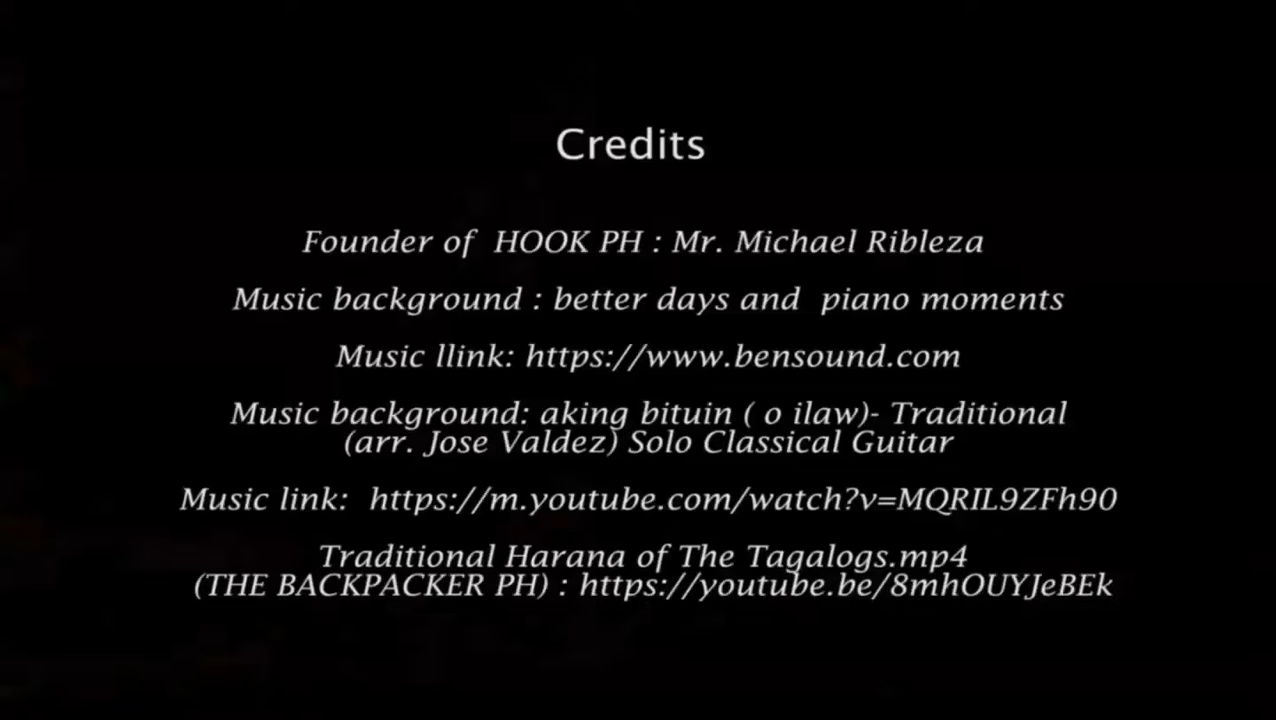 Credits
Founder of HOOK PH : Mr. Michael Ribleza
Music background : better days and piano moments
Music llink: https://www.bensound.com
Music background: aking bituin ( o ilaw)- Traditional
(arr. Jose Valdez) Solo Classical Guitar
Music link: https://m.youtube.com/watch?v=MQRIL9ZFh90
Traditional Harana of The Tagalogs.mp4
(THE BACKPACKER PH) : https://youtube.be/8mhOUYJeBEk